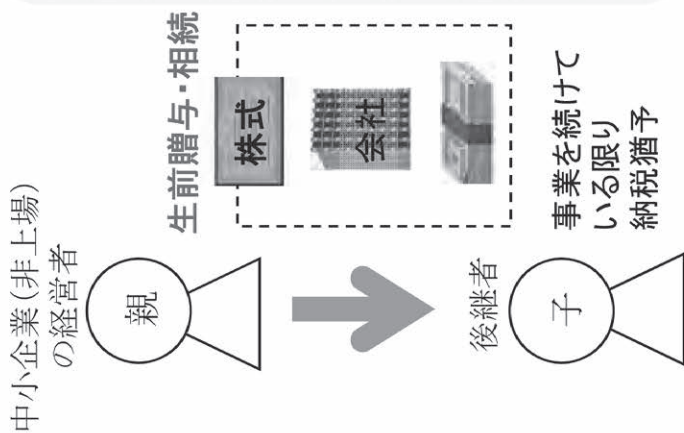 中小企業(非上場)
の経営者
親
生前贈与・相続
株式
会社
後継者
子
事業を続けて
いる限り
納税猶予